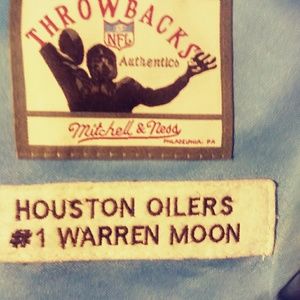 THROWBACKS
NFL
Authentics
Mitchell & Ness
PHILADELPHIA, PA
HOUSTON OILERS
#1 WARREN MOON